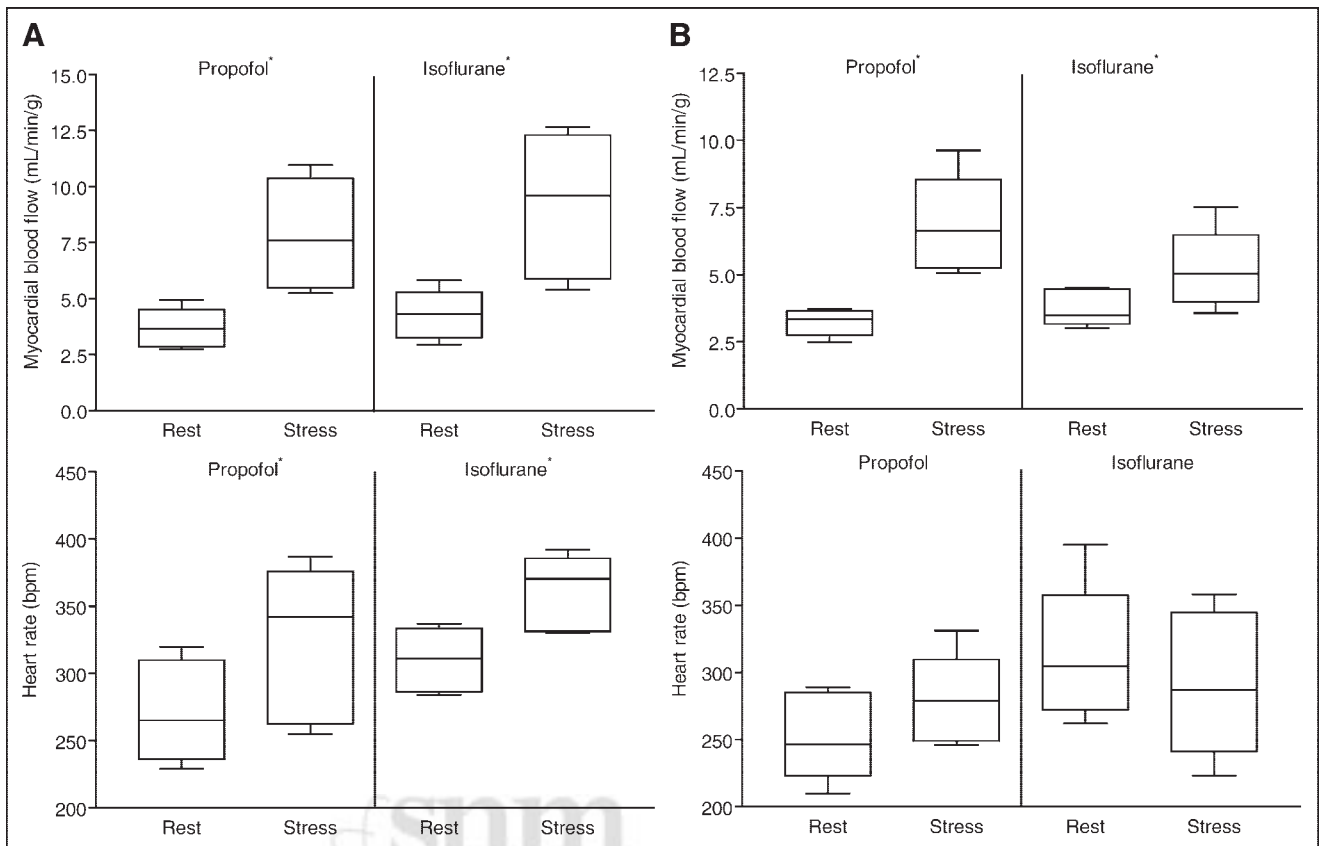 A
Propofol* Isoflurane*
Myocardial blood flow (mL/min/g)
15.0
12.5
10.0
7.5
5.0
2.5
0.0
Rest Stress Rest Stress
Propofol* Isoflurane*
Heart rate (bpm)
450
400
350
300
250
200
Rest Stress Rest Stress
B
Propofol* Isoflurane*
Myocardial blood flow (mL/min/g)
12.5
10.0
7.5
5.0
2.5
0.0
Rest Stress Rest Stress
Propofol Isoflurane
Heart rate (bpm)
450
400
350
300
250
200
Rest Stress Rest Stress
snm